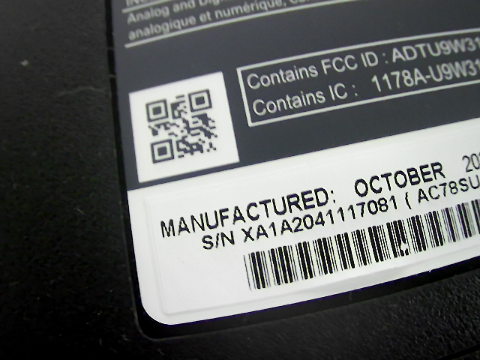 Analog and Dig
analogique et numérique, c
Contains FCC ID : ADTU9W31
Contains IC : 1178A-U9W31
MANUFACTURED: OCTOBER 20
S/N XA1A2041117081 ( AC78SU